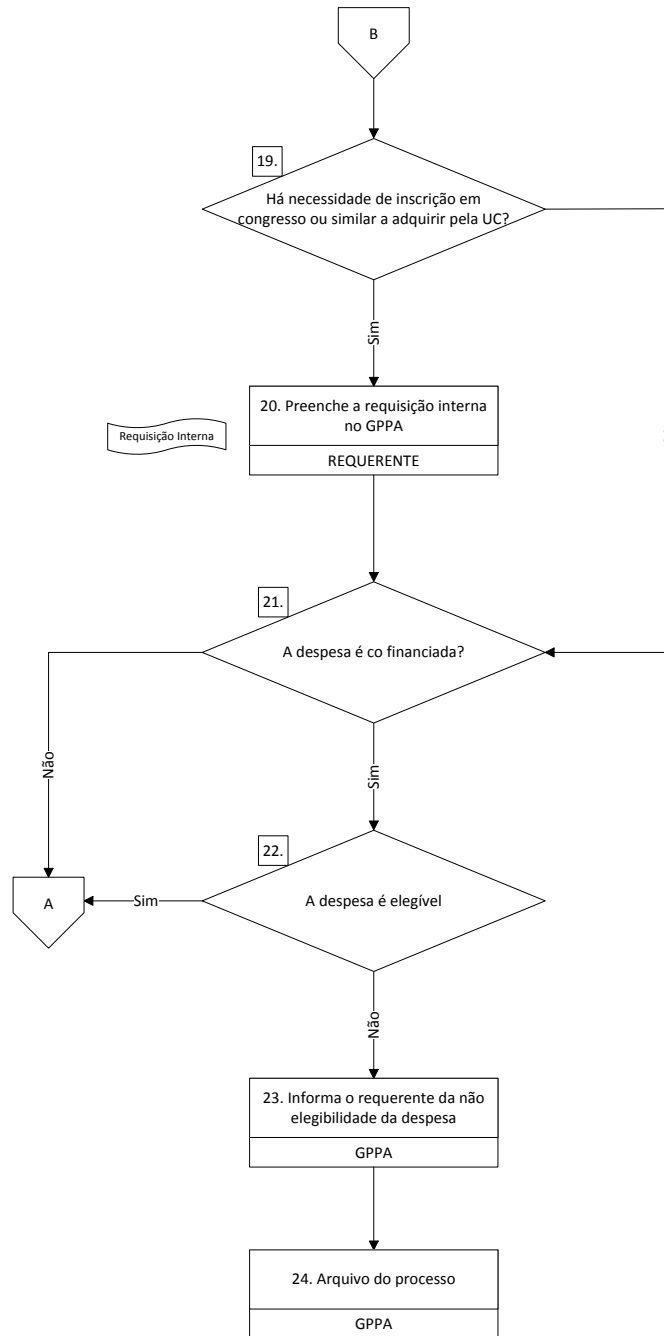 B
19.
Há necessidade de inscrição em
congresso ou similar a adquirir pela UC?
Sim
20. Preenche a requisição interna
no GPPA
REQUERENTE
Requisição Interna
21.
A despesa é co financiada?
Não
Sim
22.
A despesa é elegível
Sim
A
Não
23. Informa o requerente da não
elegibilidade da despesa
GPPA
24. Arquivo do processo
GPPA